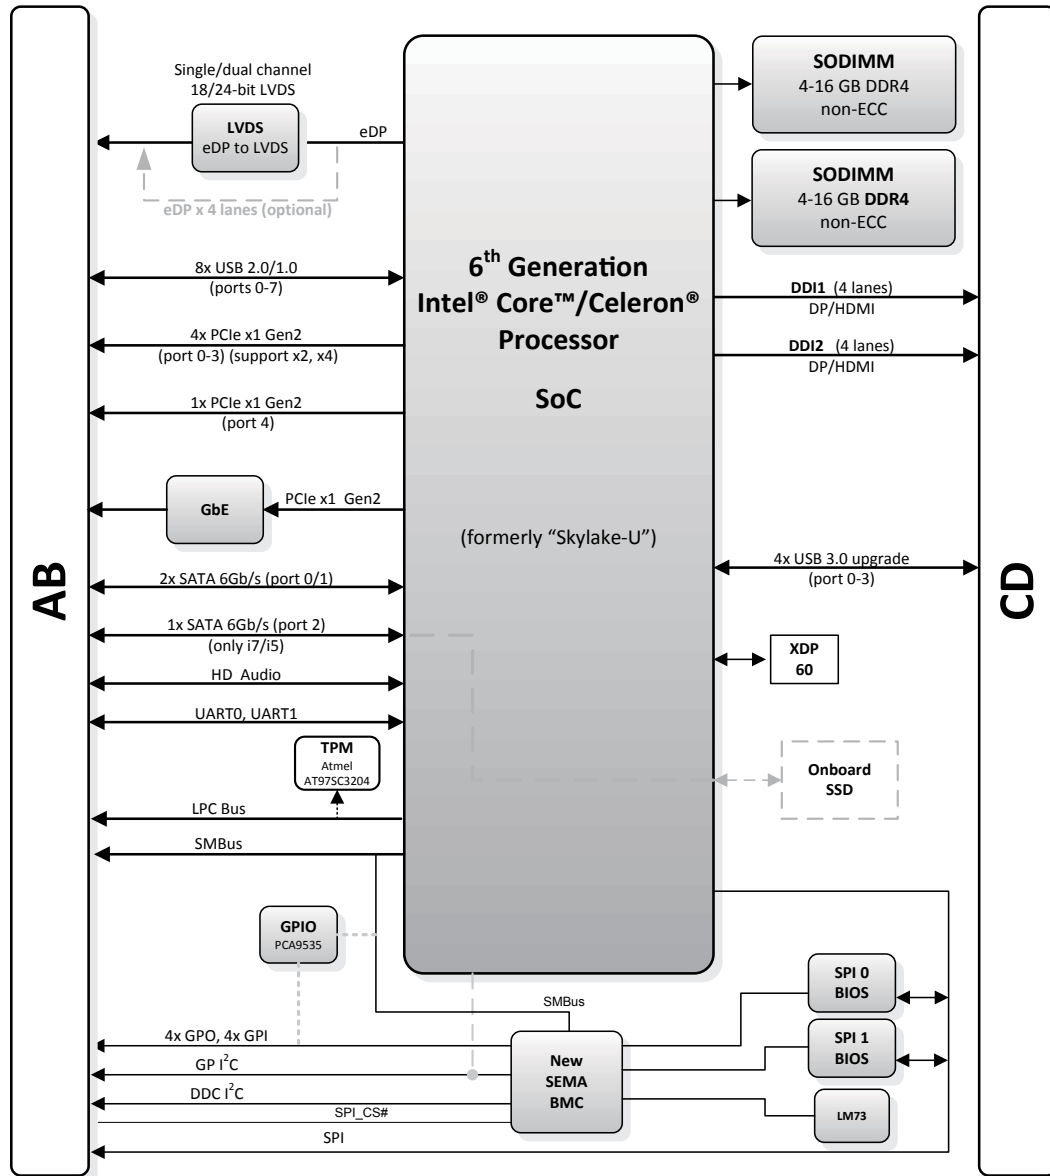 Single/dual channel
18/24-bit LVDS
LVDS
eDP to LVDS
eDP
eDP x 4 lanes (optional)
8x USB 2.0/1.0
(ports 0-7)
4x PCIe x1 Gen2
(port 0-3) (support x2, x4)
1x PCIe x1 Gen2
(port 4)
GbE
PCIe x1 Gen2
AB
2x SATA 6Gb/s (port 0/1)
1x SATA 6Gb/s (port 2)
(only i7/i5)
HD Audio
UART0, UART1
TPM
Atmel
AT97SC3204
LPC Bus
SMBus
GPIO
PCA9535
4x GPO, 4x GPI
GP I²C
DDC I²C
SPI_CS#
SPI
6th Generation
Intel® Core™/Celeron®
Processor
SoC
(formerly “Skylake-U”)
SMBus
New
SEMA
BMC
SODIMM
4-16 GB DDR4
non-ECC
SODIMM
4-16 GB DDR4
non-ECC
DDI1 (4 lanes)
DP/HDMI
DDI2 (4 lanes)
DP/HDMI
4x USB 3.0 upgrade
(port 0-3)
CD
XDP
60
Onboard
SSD
SPI 0
BIOS
SPI 1
BIOS
LM73